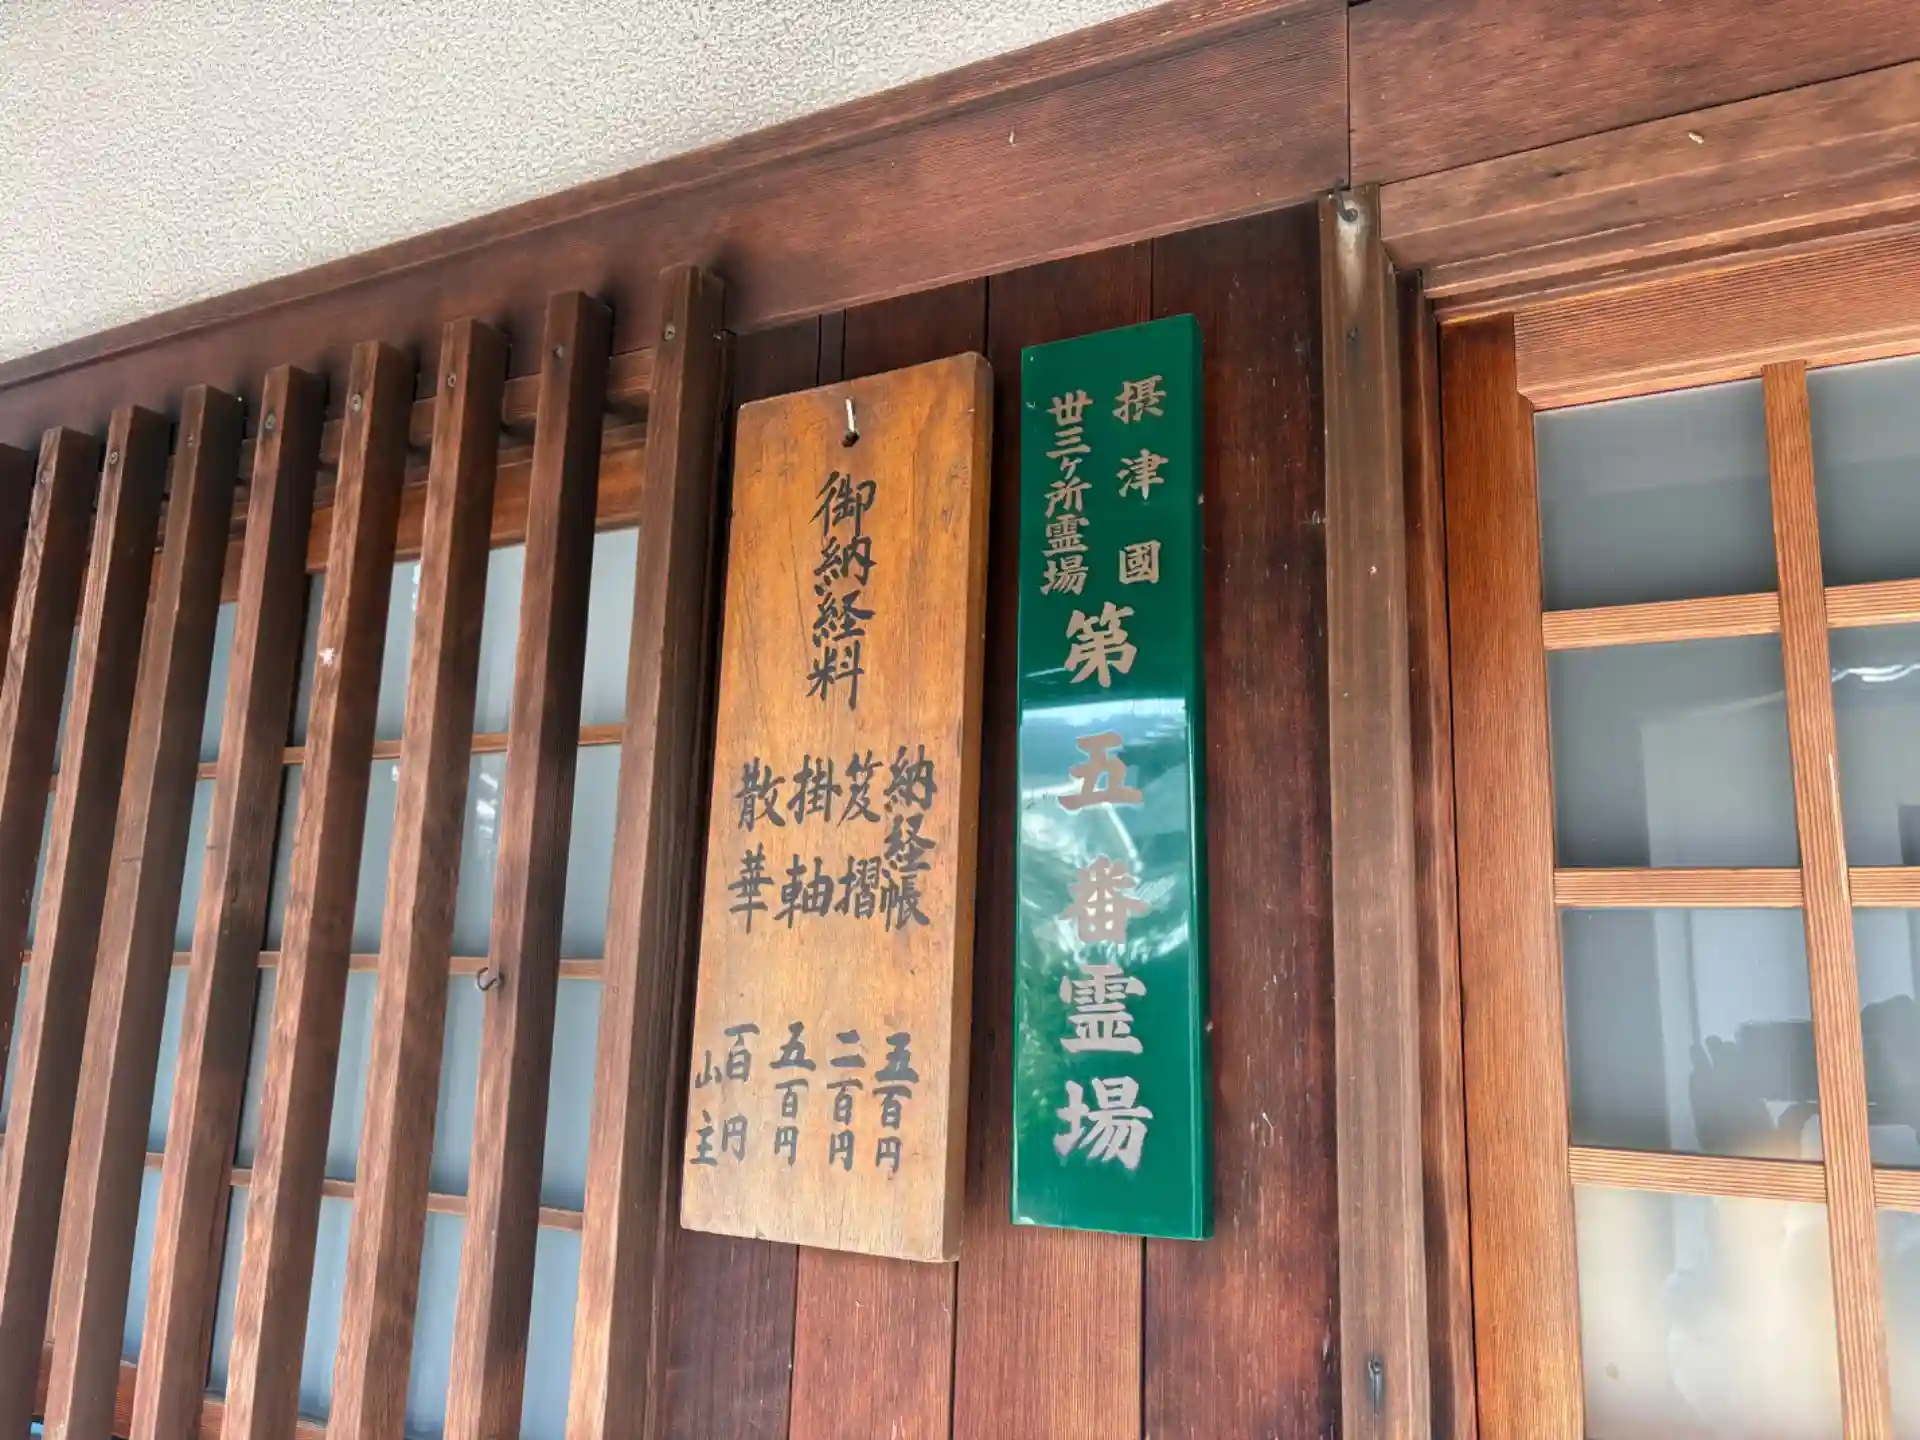 摂津國
丗三ヶ所霊場
第五番霊場
御納経料
納経帳 五百円
笈摺 二百円
掛軸 五百円
散華 百円
山主